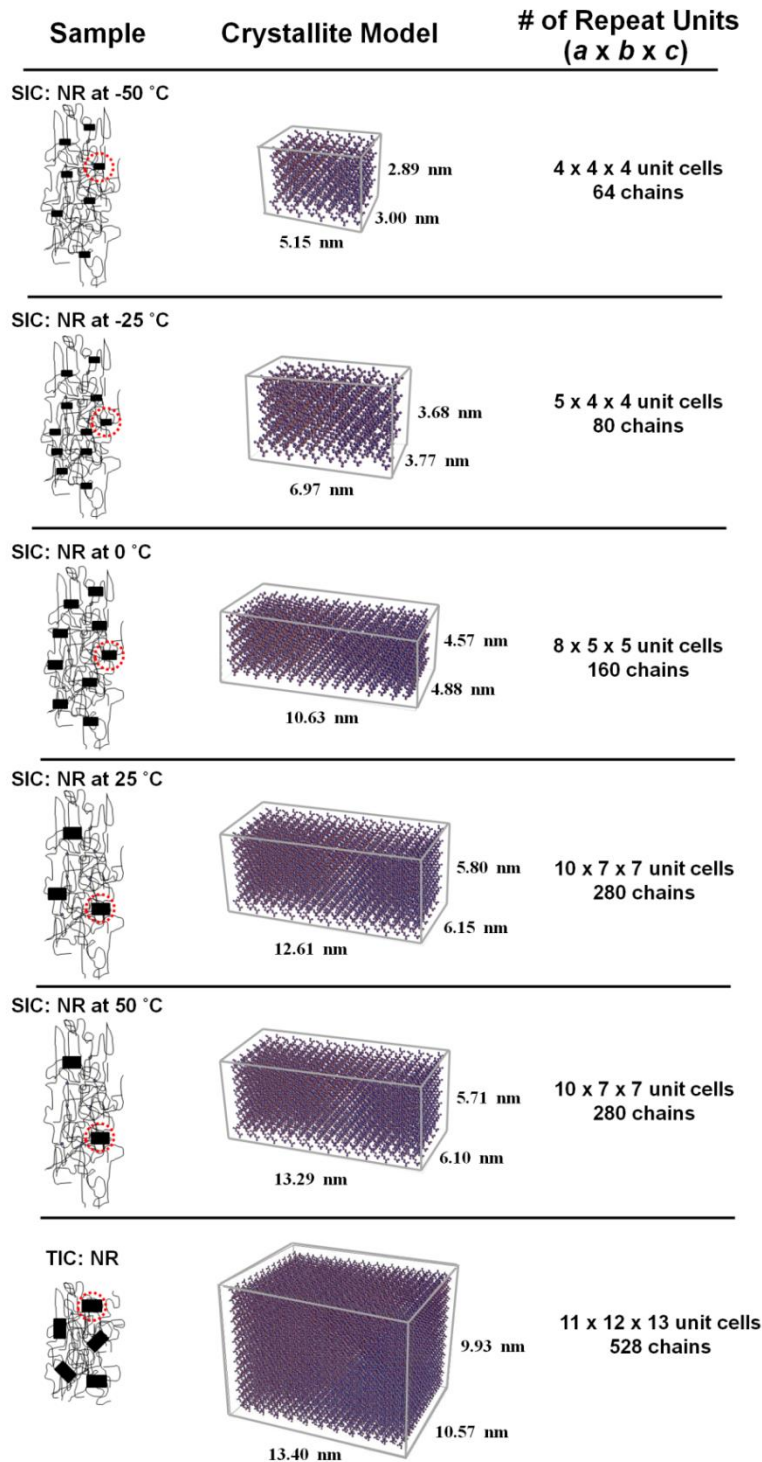 Sample
Crystallite Model
# of Repeat Units
(a x b x c)
SIC: NR at -50 ˚C
2.89 nm
3.00 nm
5.15 nm
4 x 4 x 4 unit cells
64 chains
SIC: NR at -25 ˚C
3.68 nm
3.77 nm
6.97 nm
5 x 4 x 4 unit cells
80 chains
SIC: NR at 0 ˚C
4.57 nm
4.88 nm
10.63 nm
8 x 5 x 5 unit cells
160 chains
SIC: NR at 25 ˚C
5.80 nm
6.15 nm
12.61 nm
10 x 7 x 7 unit cells
280 chains
SIC: NR at 50 ˚C
5.71 nm
6.10 nm
13.29 nm
10 x 7 x 7 unit cells
280 chains
TIC: NR
9.93 nm
10.57 nm
13.40 nm
11 x 12 x 13 unit cells
528 chains